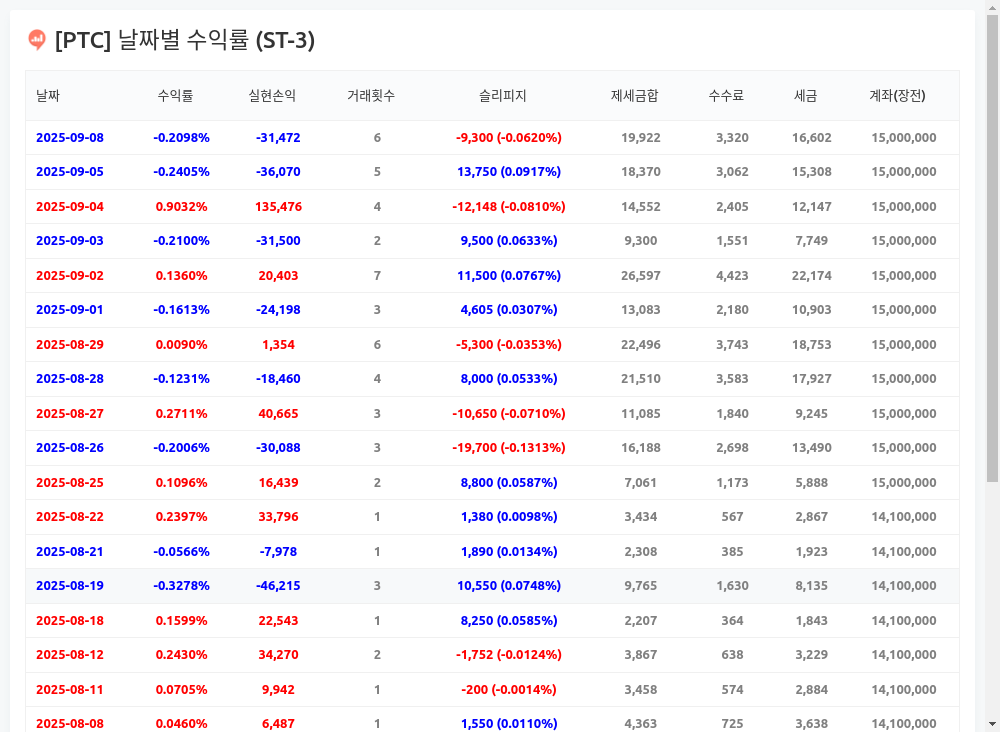 [PTC] 날짜별 수익률 (ST-3)
날짜 수익률 실현손익 거래횟수 슬리피지 제세금합 수수료 세금 계좌(장전)
2025-09-08 -0.2098% -31,472 6 -9,300 (-0.0620%) 19,922 3,320 16,602 15,000,000
2025-09-05 -0.2405% -36,070 5 13,750 (0.0917%) 18,370 3,062 15,308 15,000,000
2025-09-04 0.9032% 135,476 4 -12,148 (-0.0810%) 14,552 2,405 12,147 15,000,000
2025-09-03 -0.2100% -31,500 2 9,500 (0.0633%) 9,300 1,551 7,749 15,000,000
2025-09-02 0.1360% 20,403 7 11,500 (0.0767%) 26,597 4,423 22,174 15,000,000
2025-09-01 -0.1613% -24,198 3 4,605 (0.0307%) 13,083 2,180 10,903 15,000,000
2025-08-29 0.0090% 1,354 6 -5,300 (-0.0353%) 22,496 3,743 18,753 15,000,000
2025-08-28 -0.1231% -18,460 4 8,000 (0.0533%) 21,510 3,583 17,927 15,000,000
2025-08-27 0.2711% 40,665 3 -10,650 (-0.0710%) 11,085 1,840 9,245 15,000,000
2025-08-26 -0.2006% -30,088 3 -19,700 (-0.1313%) 16,188 2,698 13,490 15,000,000
2025-08-25 0.1096% 16,439 2 8,800 (0.0587%) 7,061 1,173 5,888 15,000,000
2025-08-22 0.2397% 33,796 1 1,380 (0.0098%) 3,434 567 2,867 14,100,000
2025-08-21 -0.0566% -7,978 1 1,890 (0.0134%) 2,308 385 1,923 14,100,000
2025-08-19 -0.3278% -46,215 3 10,550 (0.0748%) 9,765 1,630 8,135 14,100,000
2025-08-18 0.1599% 22,543 1 8,250 (0.0585%) 2,207 364 1,843 14,100,000
2025-08-12 0.2430% 34,270 2 -1,752 (-0.0124%) 3,867 638 3,229 14,100,000
2025-08-11 0.0705% 9,942 1 -200 (-0.0014%) 3,458 574 2,884 14,100,000
2025-08-08 0.0460% 6,487 1 1,550 (0.0110%) 4,363 725 3,638 14,100,000